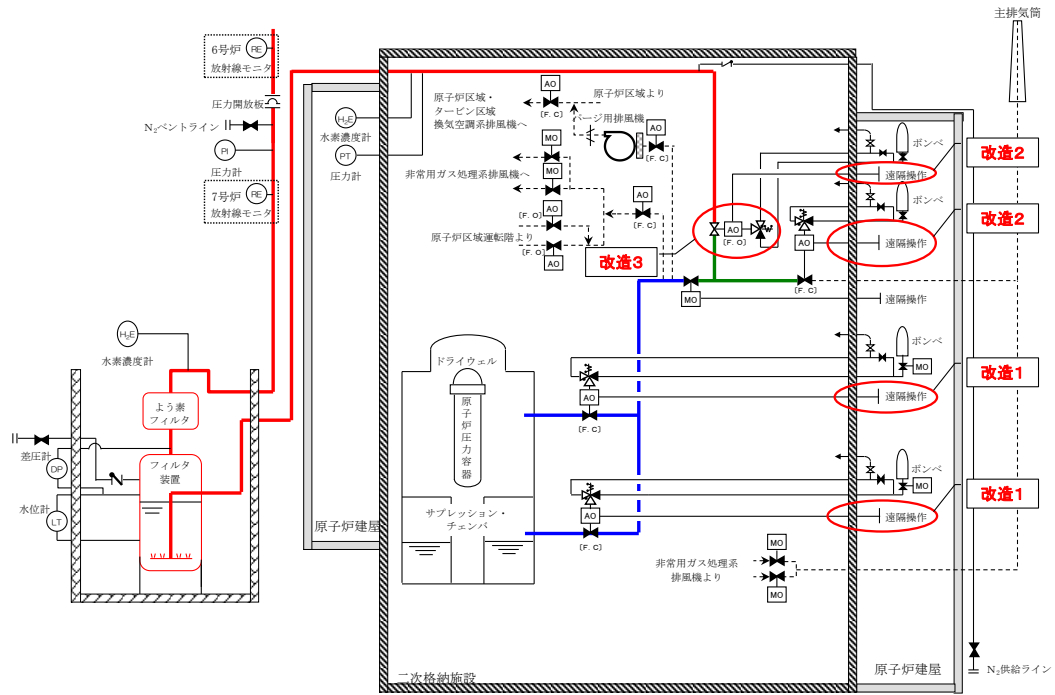 主排気筒
6号炉 RE
放射線モニタ
圧力開放板
N₂ベントライン
PI
圧力計
7号炉 RE
放射線モニタ
H₂E
水素濃度計
PT
圧力計
原子炉区域・
タービン区域
換気空調系排風機へ
AO
(F. C)
原子炉区域より
パージ用排風機
AO
(F. C)
MO
非常用ガス処理系排風機へ
MO
AO
(F. O)
原子炉区域運転階より
(F. O)
AO
AO
(F. C)
改造3
AO
(F. O)
MO
AO
(F. C)
ボンベ
遠隔操作
改造2
ボンベ
遠隔操作
改造2
遠隔操作
ボンベ
MO
遠隔操作
改造1
ボンベ
MO
遠隔操作
改造1
AO
(F. C)
AO
(F. C)
ドライウェル
原子炉圧力容器
サプレッション・
チェンバ
H₂E
水素濃度計
よう素
フィルタ
フィルタ
装置
差圧計
DP
水位計
LT
原子炉建屋
MO
非常用ガス処理系
排風機より
MO
二次格納施設
原子炉建屋
N₂供給ライン